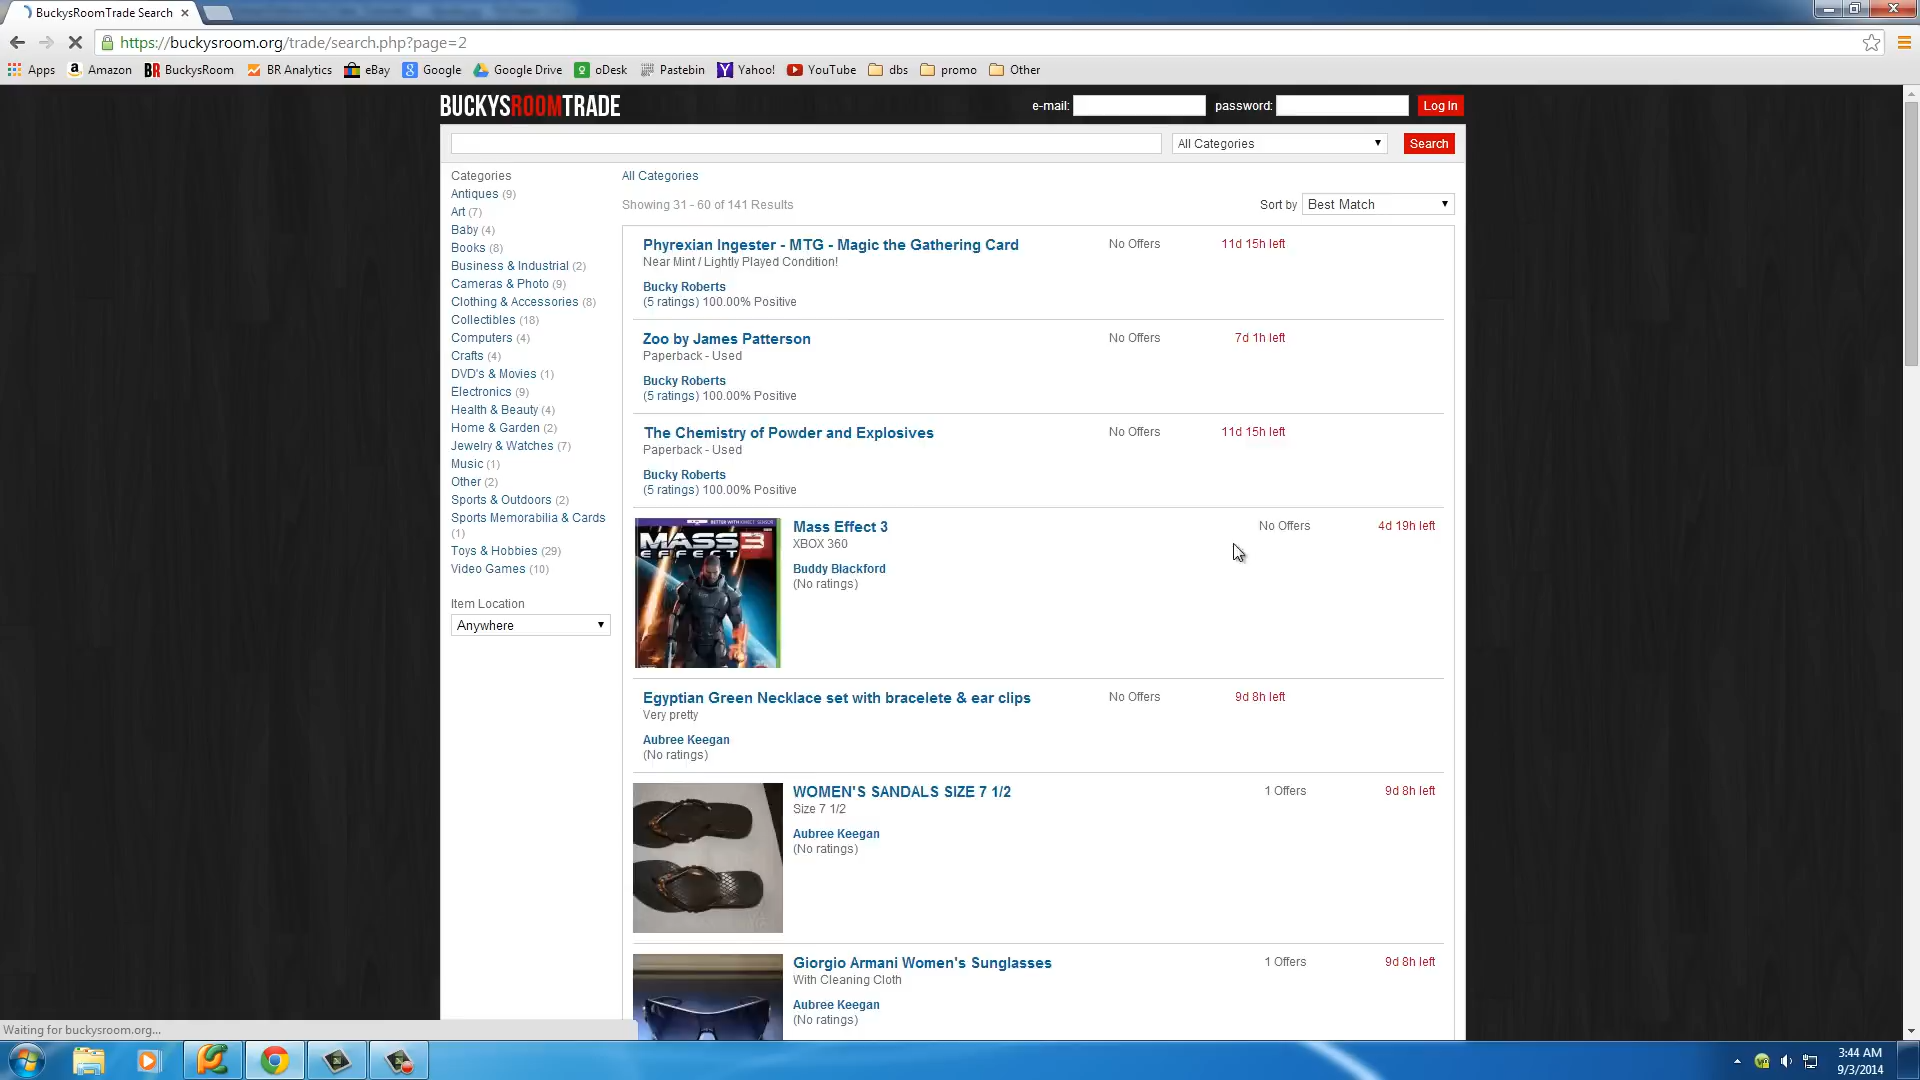 BuckysRoomTrade Search
https://buckysroom.org/trade/search.php?page=2
Apps Amazon BuckysRoom BR Analytics eBay Google Google Drive oDesk Pastebin Yahoo! YouTube dbs promo Other
BUCKYSROOMTRADE
e-mail: password: Log In
All Categories Search
Categories
Antiques (9)
Art (7)
Baby (4)
Books (8)
Business & Industrial (2)
Cameras & Photo (9)
Clothing & Accessories (8)
Collectibles (18)
Computers (4)
Crafts (4)
DVD's & Movies (1)
Electronics (9)
Health & Beauty (4)
Home & Garden (2)
Jewelry & Watches (7)
Music (1)
Other (2)
Sports & Outdoors (2)
Sports Memorabilia & Cards
(1)
Toys & Hobbies (29)
Video Games (10)
Item Location
Anywhere
All Categories
Showing 31 - 60 of 141 Results
Sort by Best Match
Phyrexian Ingester - MTG - Magic the Gathering Card No Offers 11d 15h left
Near Mint / Lightly Played Condition!
Bucky Roberts
(5 ratings) 100.00% Positive
Zoo by James Patterson No Offers 7d 1h left
Paperback - Used
Bucky Roberts
(5 ratings) 100.00% Positive
The Chemistry of Powder and Explosives No Offers 11d 15h left
Paperback - Used
Bucky Roberts
(5 ratings) 100.00% Positive
MASS 3
EFFECT
Mass Effect 3 No Offers 4d 19h left
XBOX 360
Buddy Blackford
(No ratings)
Egyptian Green Necklace set with bracelete & ear clips No Offers 9d 8h left
Very pretty
Aubree Keegan
(No ratings)
WOMEN'S SANDALS SIZE 7 1/2 1 Offers 9d 8h left
Size 7 1/2
Aubree Keegan
(No ratings)
Giorgio Armani Women's Sunglasses 1 Offers 9d 8h left
With Cleaning Cloth
Aubree Keegan
(No ratings)
Waiting for buckysroom.org...
3:44 AM
9/3/2014